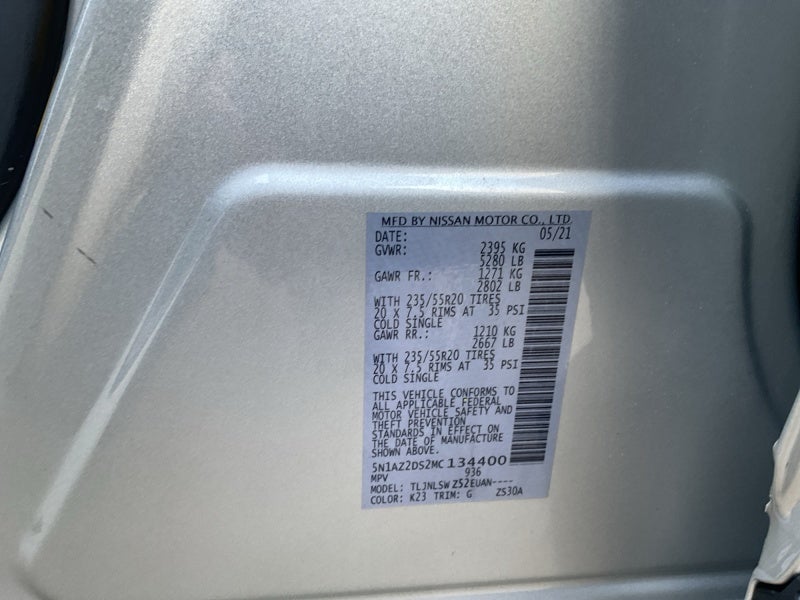 MFD BY NISSAN MOTOR CO., LTD.
DATE: 05/21
GVWR: 2395 KG
5280 LB
GAWR FR.: 1271 KG
2802 LB
WITH 235/55R20 TIRES
20 X 7.5 RIMS AT 35 PSI
COLD SINGLE
GAWR RR.: 1210 KG
2667 LB
WITH 235/55R20 TIRES
20 X 7.5 RIMS AT 35 PSI
COLD SINGLE
THIS VEHICLE CONFORMS TO
ALL APPLICABLE FEDERAL
MOTOR VEHICLE SAFETY AND
THEFT PREVENTION
STANDARDS IN EFFECT ON
THE DATE OF MANUFACTURE
SHOWN ABOVE.
5N1AZ2DS2MC134400
MPV 936
MODEL: TLJNLSW Z52EUAN----
COLOR: K23 TRIM: G Z530A